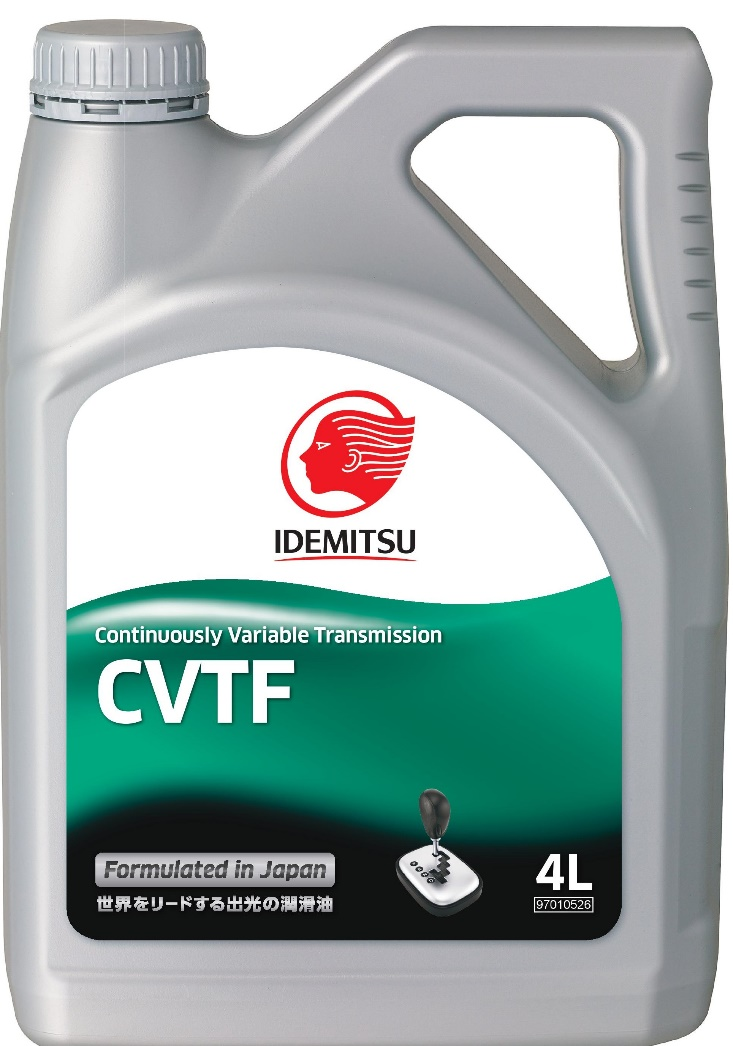 IDEMITSU
Continuously Variable Transmission
CVTF
Formulated in Japan
世界をリードする出光の潤滑油
4L
97010526